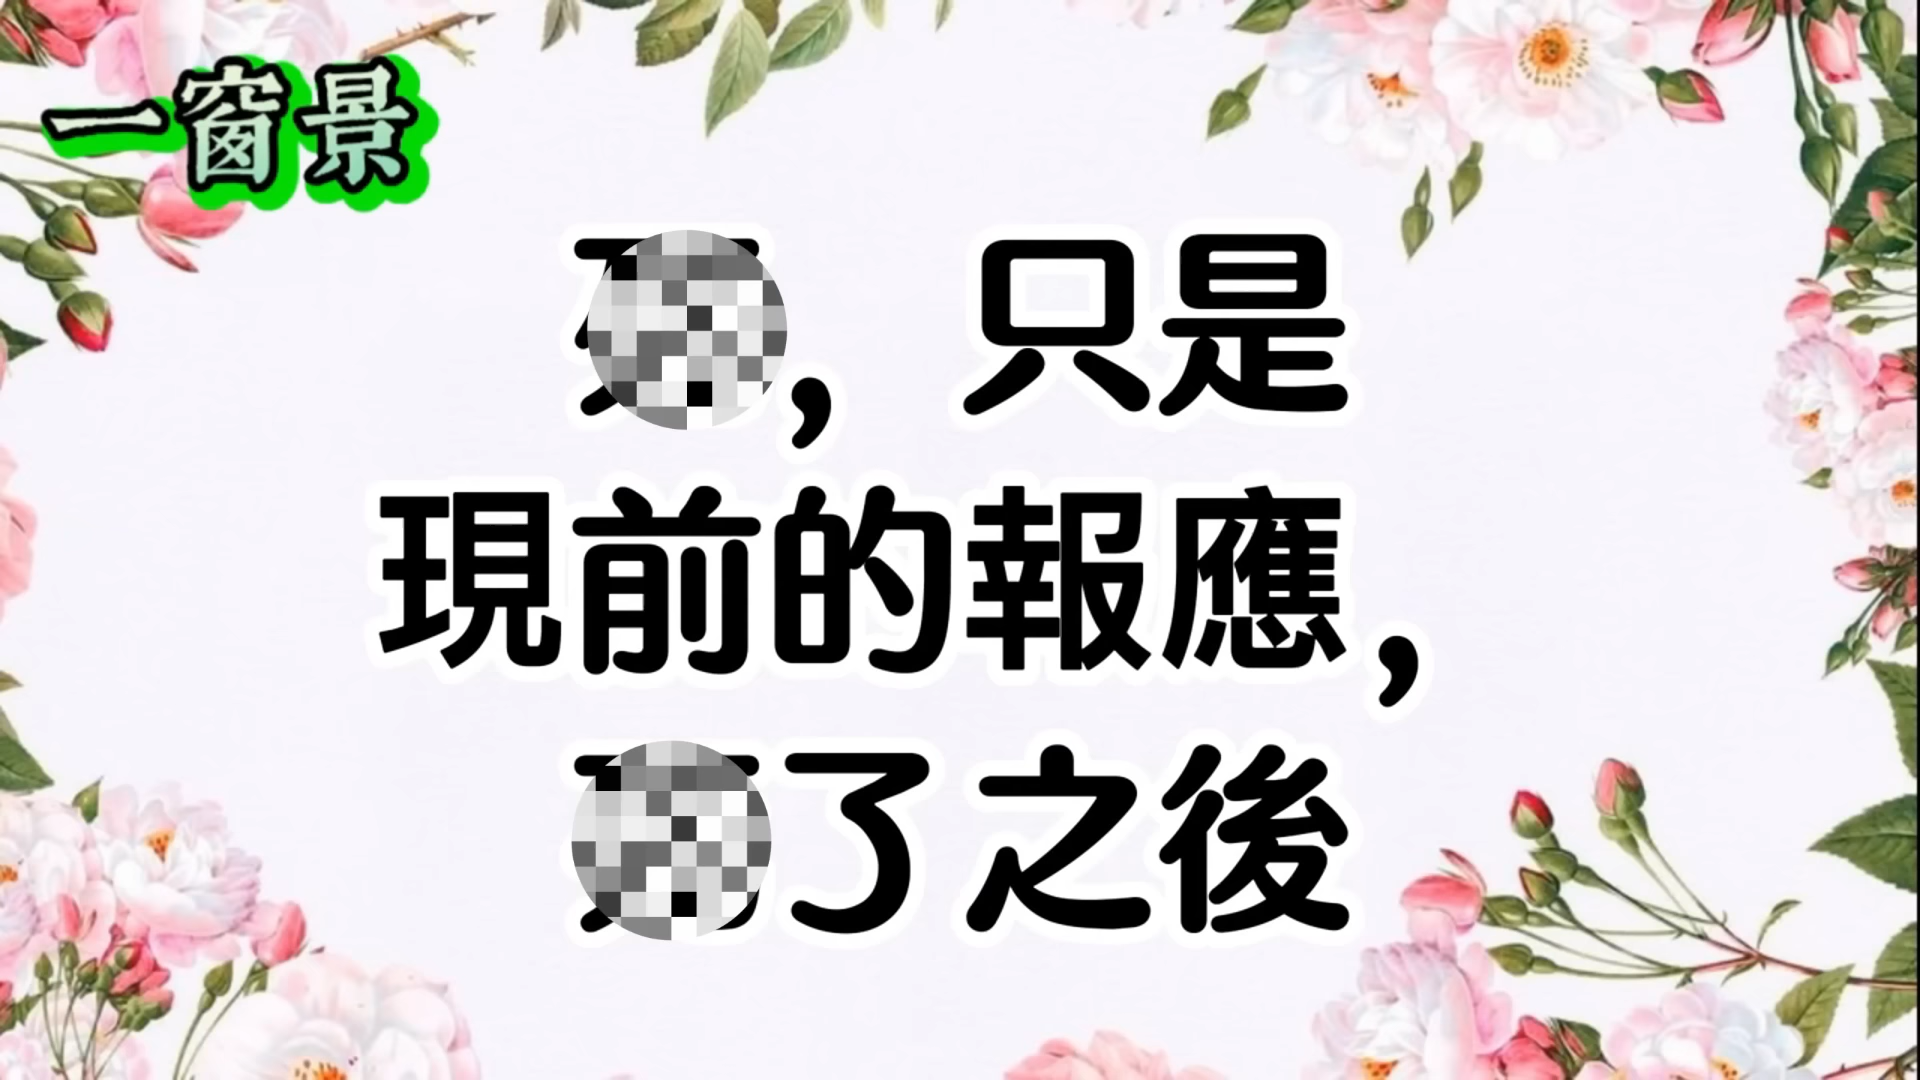 一窗景
，只是
現前的報應，
了之後